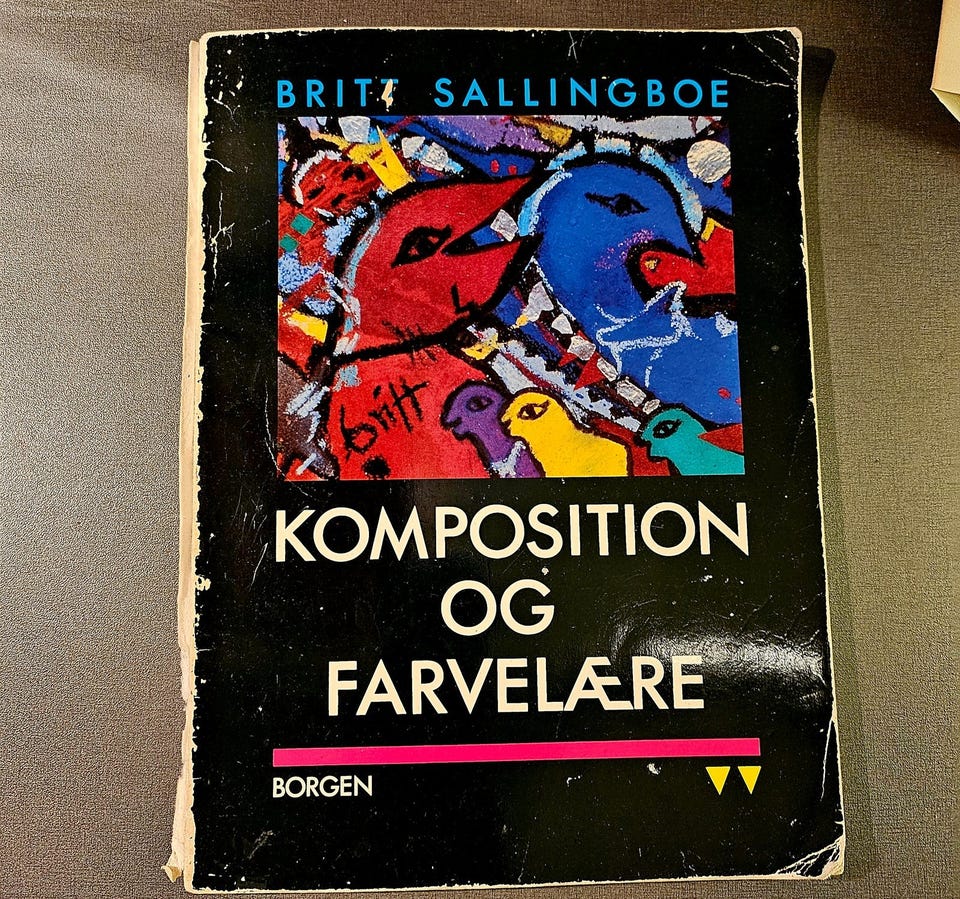 BRITT SALLINGBOE
britt
KOMPOSITION
OG
FARVELÆRE
BORGEN